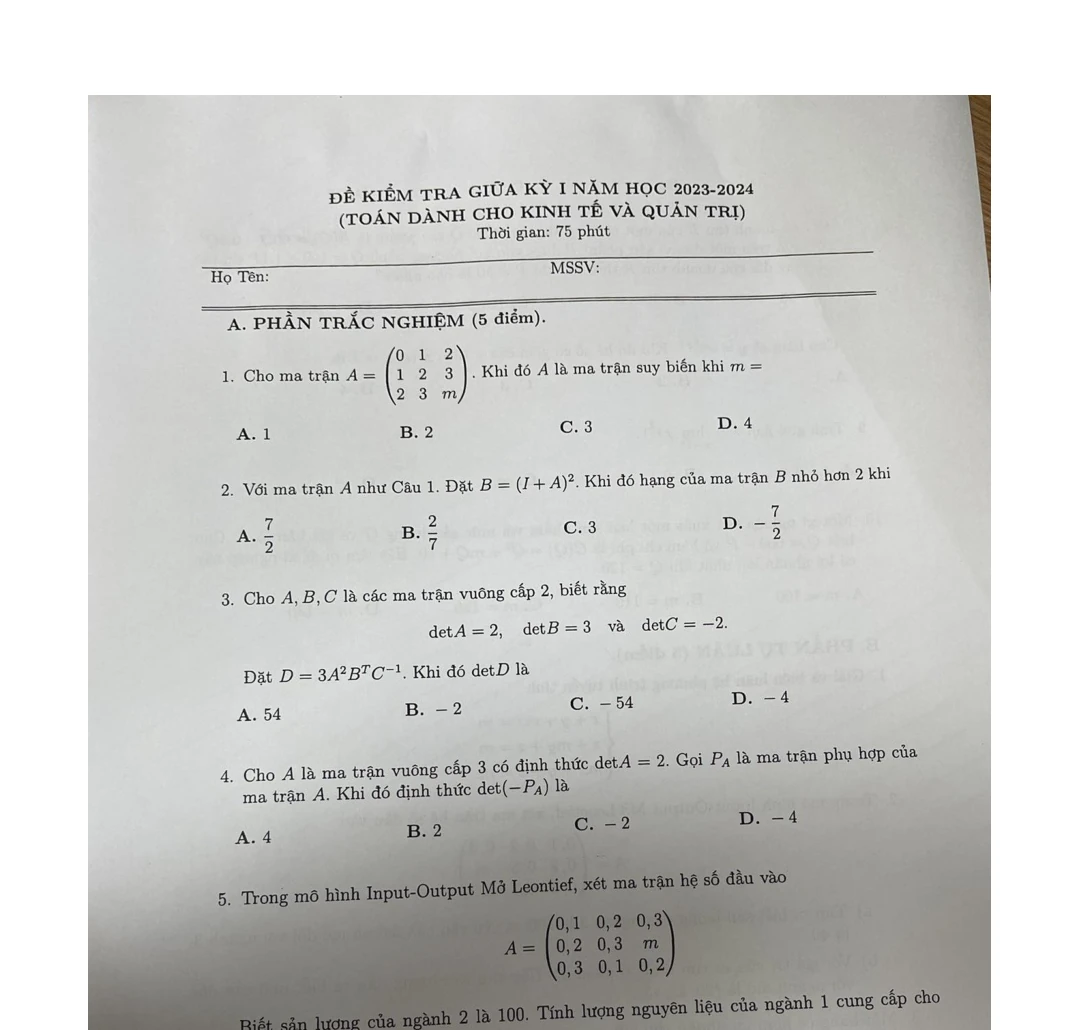 ĐỀ KIỂM TRA GIỮA KỲ I NĂM HỌC 2023-2024
(TOÁN DÀNH CHO KINH TẾ VÀ QUẢN TRỊ)
Thời gian: 75 phút
Họ Tên: MSSV:
A. PHẦN TRẮC NGHIỆM (5 điểm).
1. Cho ma trận A = \begin{pmatrix} 0 & 1 & 2 \\ 1 & 2 & 3 \\ 2 & 3 & m \end{pmatrix}. Khi đó A là ma trận suy biến khi m =
A. 1 B. 2 C. 3 D. 4
2. Với ma trận A như Câu 1. Đặt B = (I + A)². Khi đó hạng của ma trận B nhỏ hơn 2 khi
A. 7/2 B. 2/7 C. 3 D. − 7/2
3. Cho A, B, C là các ma trận vuông cấp 2, biết rằng
detA = 2, detB = 3 và detC = −2.
Đặt D = 3A²BᵀC⁻¹. Khi đó detD là
A. 54 B. − 2 C. − 54 D. − 4
4. Cho A là ma trận vuông cấp 3 có định thức detA = 2. Gọi P_A là ma trận phụ hợp của
ma trận A. Khi đó định thức det(−P_A) là
A. 4 B. 2 C. − 2 D. − 4
5. Trong mô hình Input-Output Mở Leontief, xét ma trận hệ số đầu vào
A = \begin{pmatrix} 0,1 & 0,2 & 0,3 \\ 0,2 & 0,3 & m \\ 0,3 & 0,1 & 0,2 \end{pmatrix}
Biết sản lượng của ngành 2 là 100. Tính lượng nguyên liệu của ngành 1 cung cấp cho